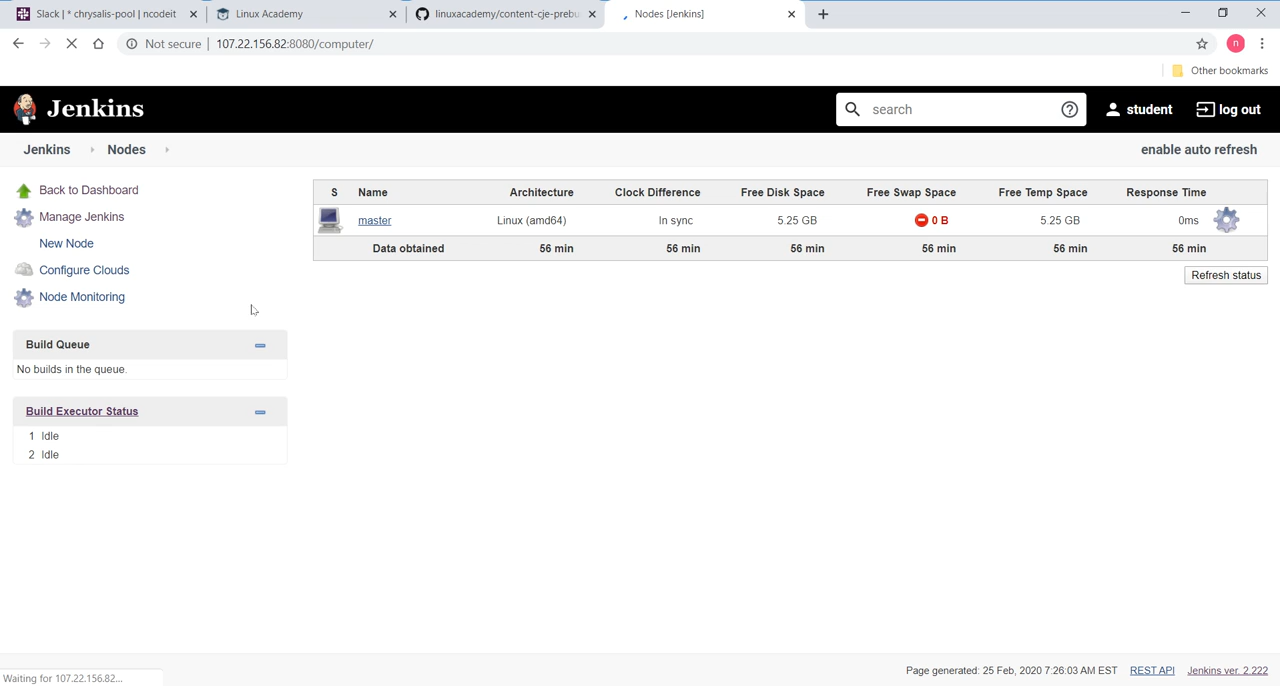 Slack | * chrysalis-pool | ncodeit
Linux Academy
linuxacademy/content-cje-prebu
Nodes [Jenkins]
Not secure | 107.22.156.82:8080/computer/
n
Other bookmarks
Jenkins
search
student
log out
Jenkins
Nodes
enable auto refresh
Back to Dashboard
Manage Jenkins
New Node
Configure Clouds
Node Monitoring
Build Queue
No builds in the queue.
Build Executor Status
1 Idle
2 Idle
S Name Architecture Clock Difference Free Disk Space Free Swap Space Free Temp Space Response Time
master Linux (amd64) In sync 5.25 GB 0 B 5.25 GB 0ms
Data obtained 56 min 56 min 56 min 56 min 56 min 56 min
Refresh status
Page generated: 25 Feb, 2020 7:26:03 AM EST REST API Jenkins ver. 2.222
Waiting for 107.22.156.82...